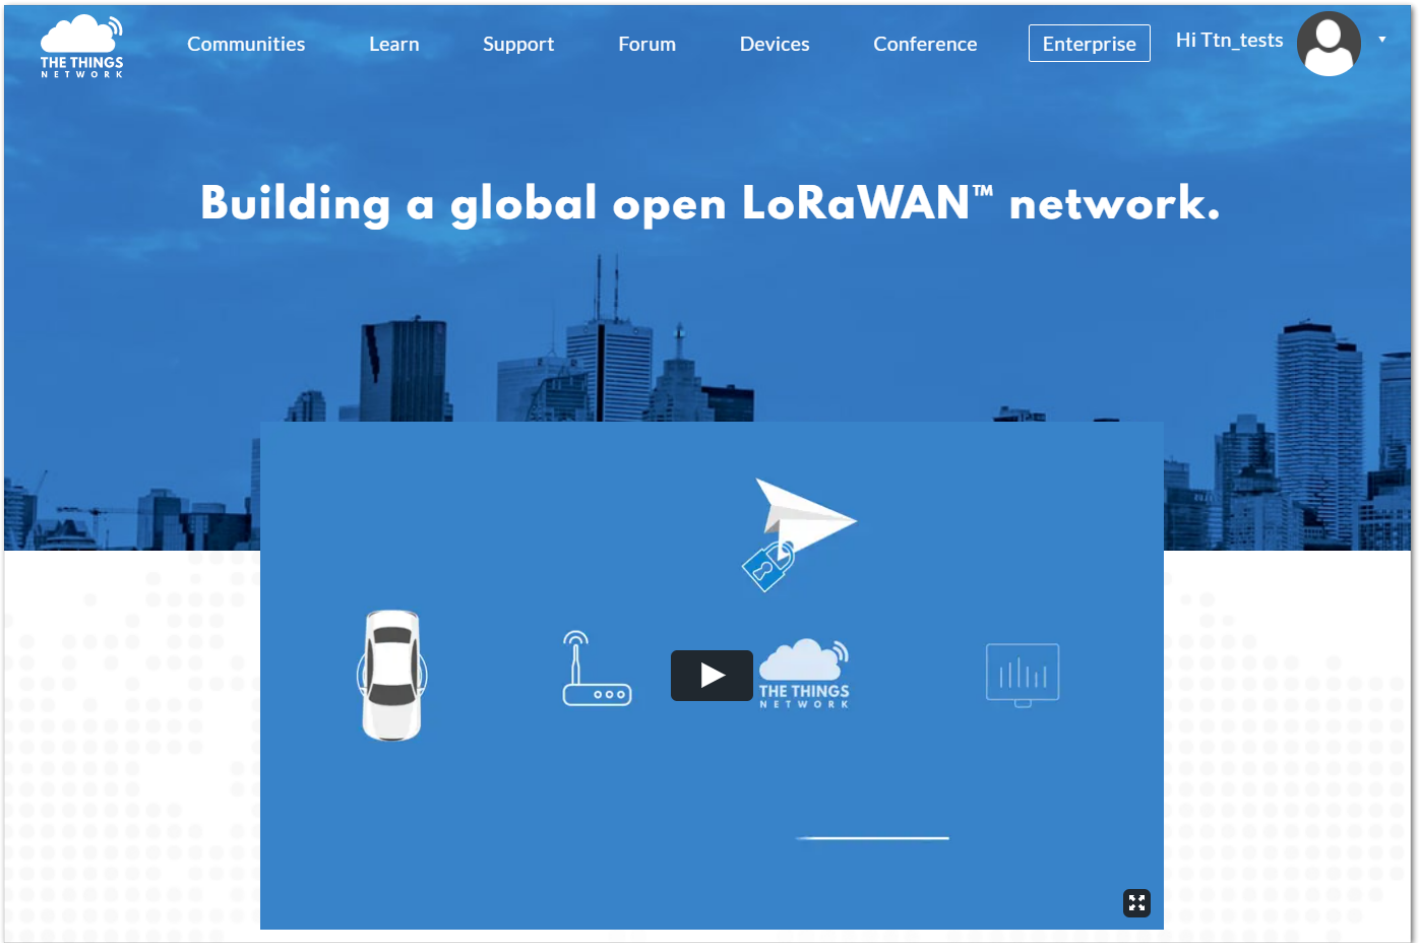 THE THINGS
NETWORK
Communities
Learn
Support
Forum
Devices
Conference
Enterprise
Hi Ttn_tests
Building a global open LoRaWAN™ network.
THE THINGS
NETWORK